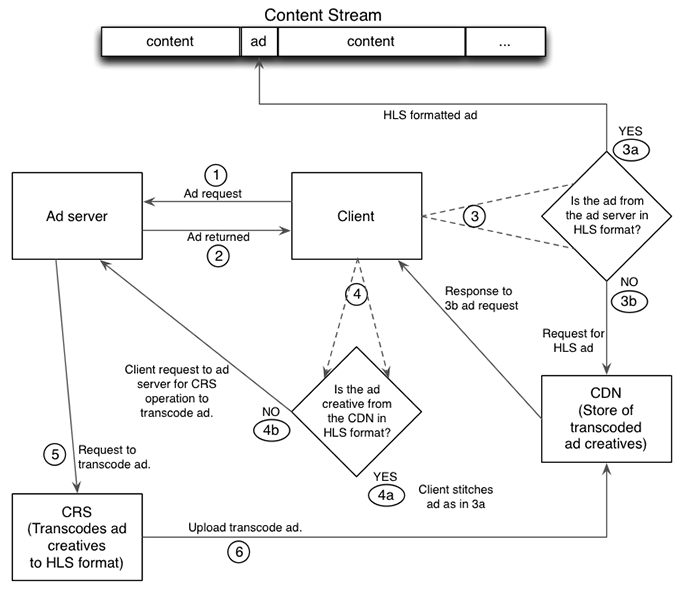 Content Stream
content
ad
content
...
HLS formatted ad
YES
3a
1
Ad request
Ad server
Client
3
Is the ad from
the ad server in
HLS format?
Ad returned
2
4
Response to
3b ad request
NO
3b
Request for
HLS ad
Client request to ad
server for CRS
operation to
transcode ad.
Is the ad
creative from
the CDN in
HLS format?
NO
4b
CDN
(Store of
transcoded
ad creatives)
5
Request to
transcode ad.
YES
4a
Client stitches
ad as in 3a
CRS
(Transcodes ad
creatives
to HLS format)
Upload transcode ad.
6